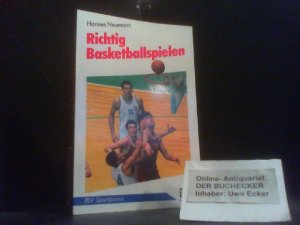 Hannes Neumann
Richtig
Basketballspielen
BLV Sportpraxis
Online- Antiquariat
DER BUCHECKER
Inhaber: Uwe Ecker